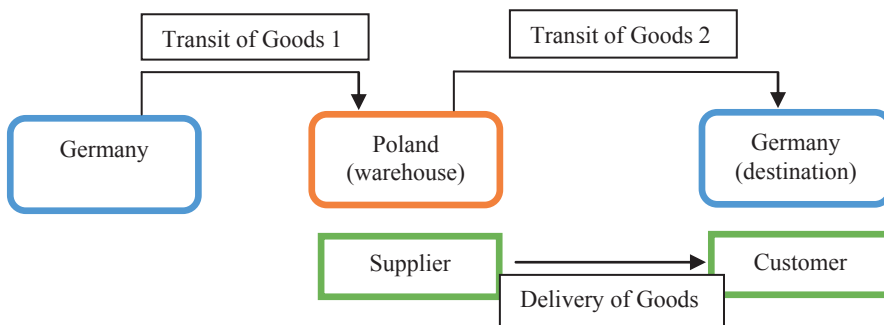 Transit of Goods 1
Transit of Goods 2
Germany
Poland
(warehouse)
Germany
(destination)
Supplier
Customer
Delivery of Goods